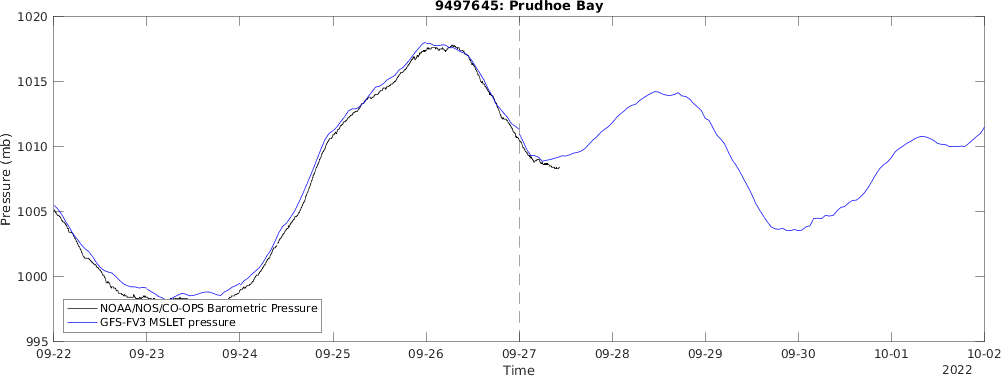 9497645: Prudhoe Bay
1020
1015
1010
1005
1000
995
Pressure (mb)
NOAA/NOS/CO-OPS Barometric Pressure
GFS-FV3 MSLET pressure
09-22 09-23 09-24 09-25 09-26 09-27 09-28 09-29 09-30 10-01 10-02
Time
2022